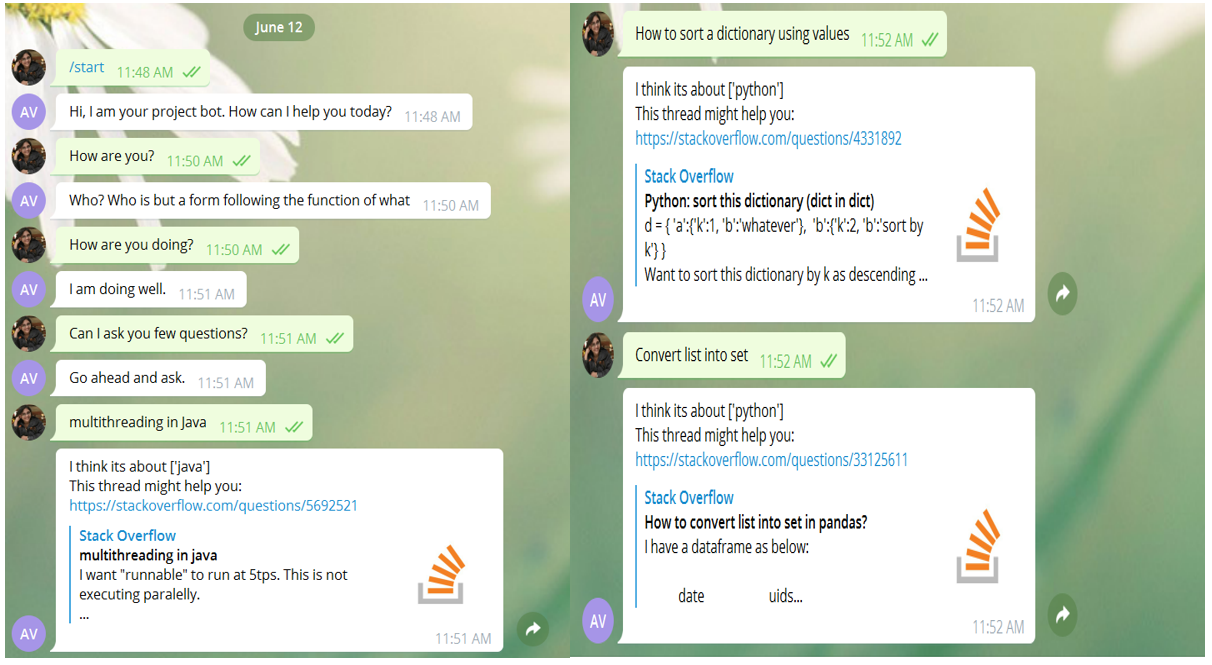 June 12
/start 11:48 AM
AV
Hi, I am your project bot. How can I help you today? 11:48 AM
How are you? 11:50 AM
AV
Who? Who is but a form following the function of what 11:50 AM
How are you doing? 11:50 AM
AV
I am doing well. 11:51 AM
Can I ask you few questions? 11:51 AM
AV
Go ahead and ask. 11:51 AM
multithreading in Java 11:51 AM
I think its about ['java']
This thread might help you:
https://stackoverflow.com/questions/5692521
Stack Overflow
multithreading in java
I want "runnable" to run at 5tps. This is not
executing paralelly.
...
AV
11:51 AM
How to sort a dictionary using values 11:52 AM
I think its about ['python']
This thread might help you:
https://stackoverflow.com/questions/4331892
Stack Overflow
Python: sort this dictionary (dict in dict)
d = { 'a':{'k':1, 'b':'whatever'}, 'b':{'k':2, 'b':'sort by
k'} }
Want to sort this dictionary by k as descending ...
AV
11:52 AM
Convert list into set 11:52 AM
I think its about ['python']
This thread might help you:
https://stackoverflow.com/questions/33125611
Stack Overflow
How to convert list into set in pandas?
I have a dataframe as below:
date uids...
AV
11:52 AM